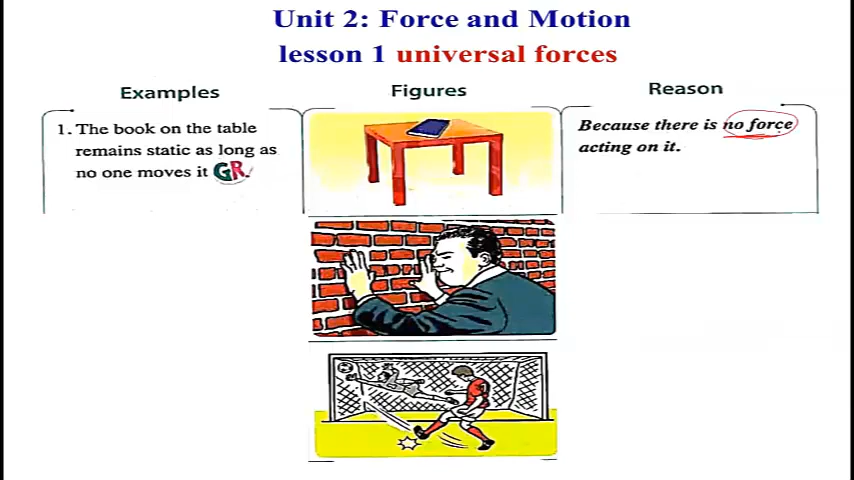 Unit 2: Force and Motion
lesson 1 universal forces
Examples
Figures
Reason
1. The book on the table
remains static as long as
no one moves it GR.
Because there is no force
acting on it.